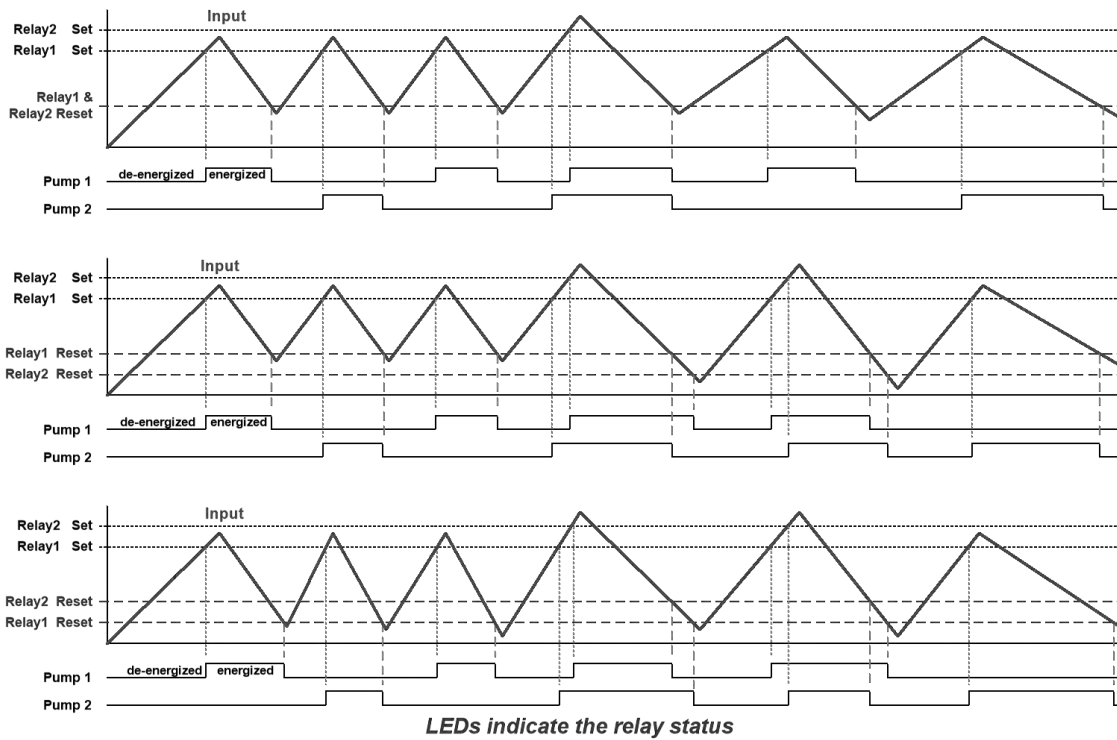 Input
Relay2 Set
Relay1 Set
Relay1 &
Relay2 Reset
de-energized energized
Pump 1
Pump 2
Input
Relay2 Set
Relay1 Set
Relay1 Reset
Relay2 Reset
de-energized energized
Pump 1
Pump 2
Input
Relay2 Set
Relay1 Set
Relay2 Reset
Relay1 Reset
de-energized energized
Pump 1
Pump 2
LEDs indicate the relay status